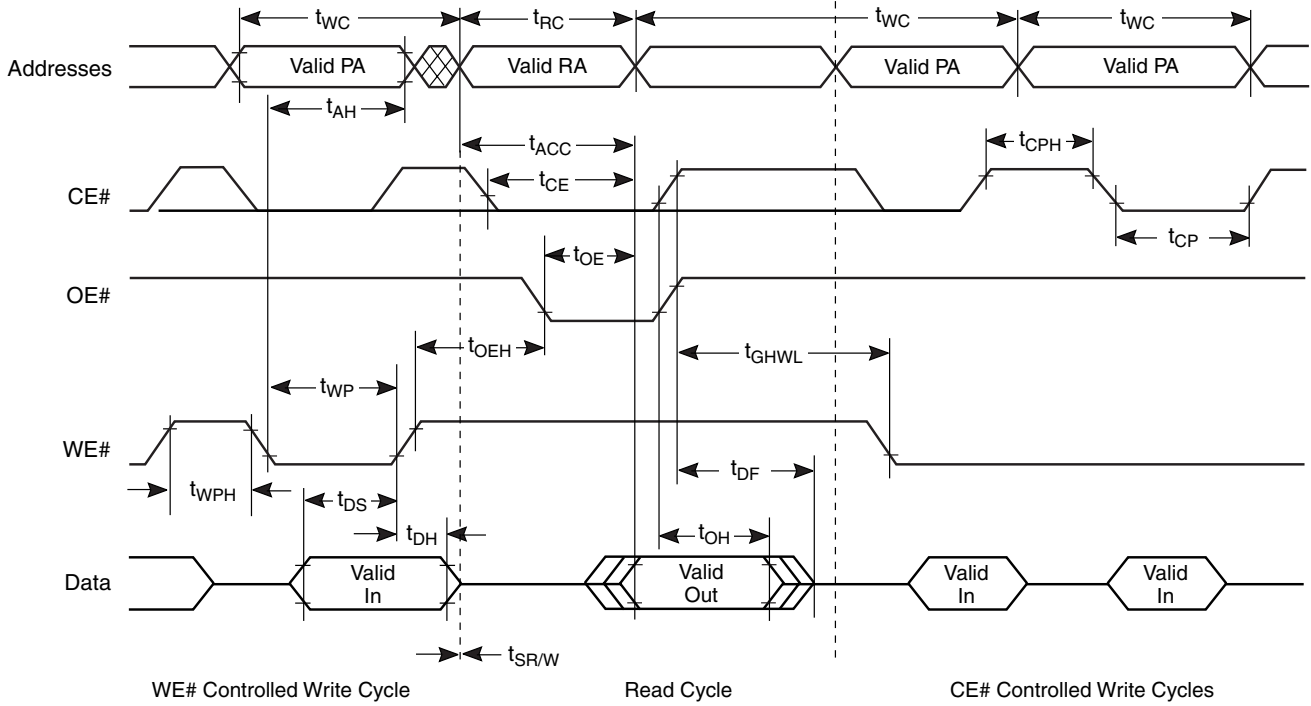 tWC tRC tWC tWC
Addresses Valid PA Valid RA Valid PA Valid PA
tAH
tACC tCPH
CE# tCE
tCP
tOE
OE#
tOEH tGHWL
tWP
WE#
tWPH tDS tDF
tDH tOH
Data Valid In Valid Out Valid In Valid In
tSR/W
WE# Controlled Write Cycle Read Cycle CE# Controlled Write Cycles